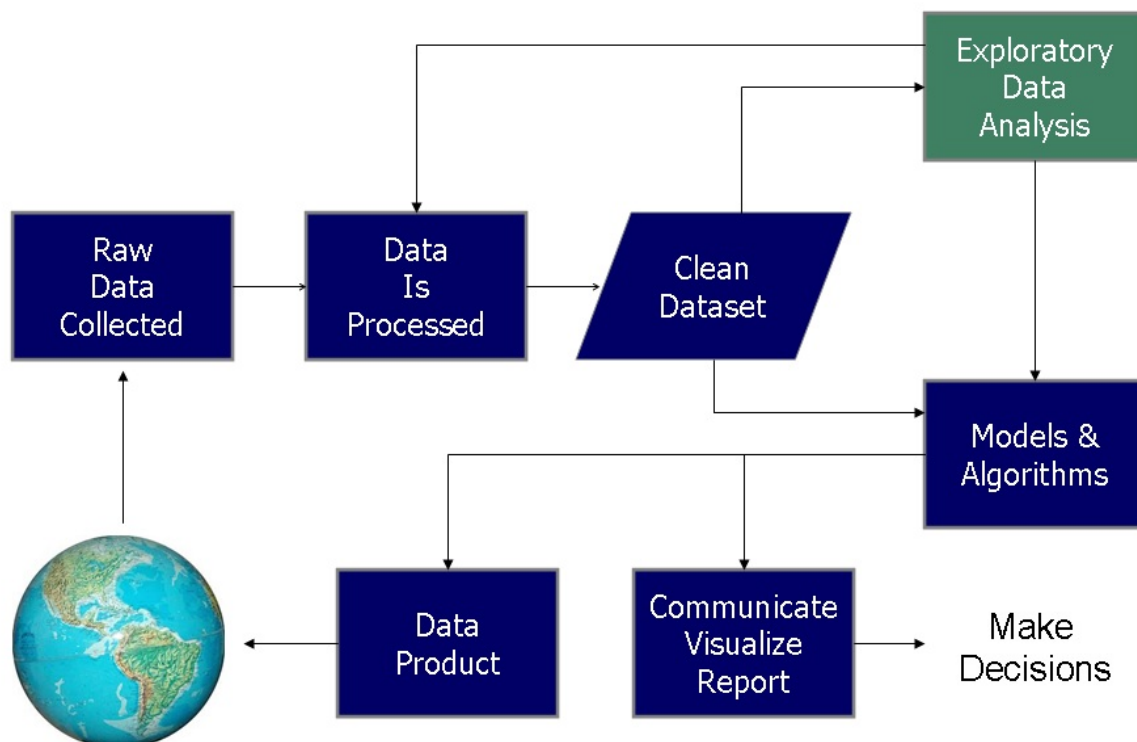 Exploratory
Data
Analysis
Raw
Data
Collected
Data
Is
Processed
Clean
Dataset
Models &
Algorithms
Data
Product
Communicate
Visualize
Report
Make
Decisions